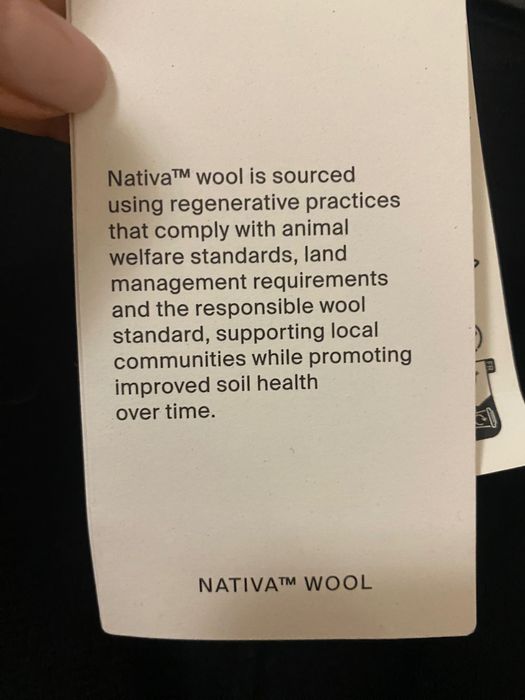 Nativa™ wool is sourced
using regenerative practices
that comply with animal
welfare standards, land
management requirements
and the responsible wool
standard, supporting local
communities while promoting
improved soil health
over time.
NATIVA™ WOOL
FR